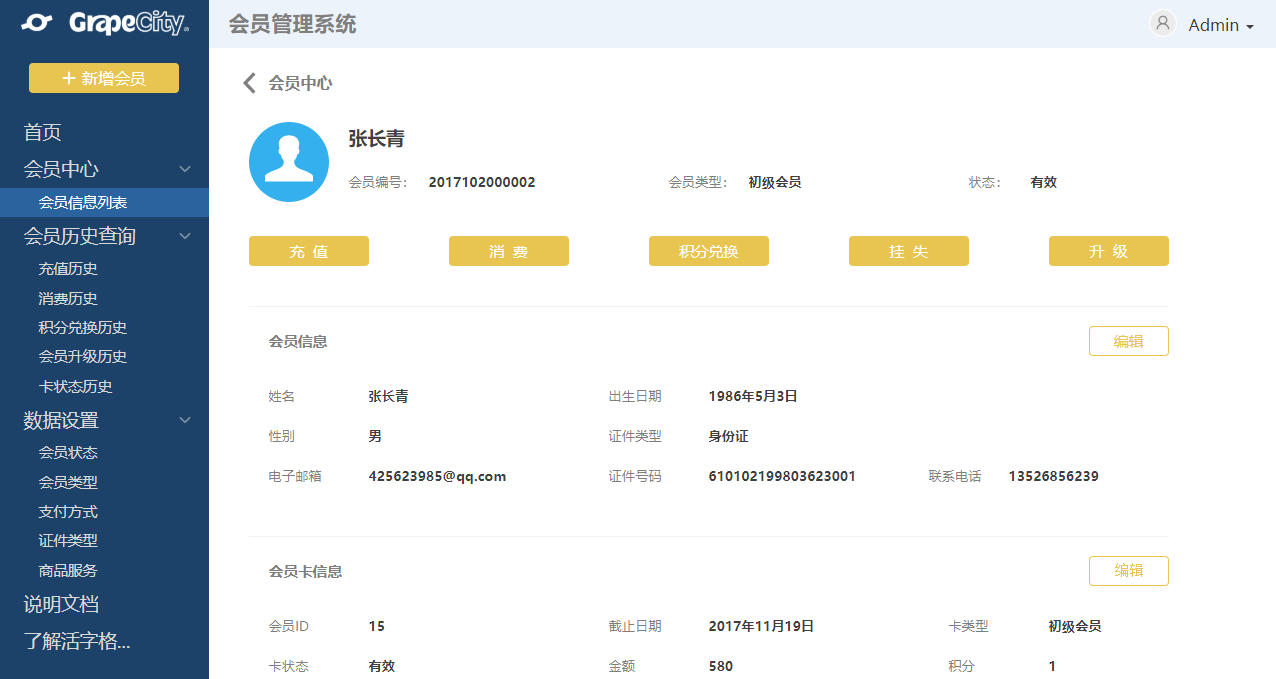 GrapeCity
会员管理系统
Admin
新增会员
首页
会员中心
会员信息列表
会员历史查询
充值历史
消费历史
积分兑换历史
会员升级历史
卡状态历史
数据设置
会员状态
会员类型
支付方式
证件类型
商品服务
说明文档
了解活字格...
会员中心
张长青
会员编号: 2017102000002 会员类型: 初级会员 状态: 有效
充 值 消 费 积分兑换 挂 失 升 级
会员信息 编辑
姓名 张长青 出生日期 1986年5月3日
性别 男 证件类型 身份证
电子邮箱 425623985@qq.com 证件号码 610102199803623001 联系电话 13526856239
会员卡信息 编辑
会员ID 15 截止日期 2017年11月19日 卡类型 初级会员
卡状态 有效 金额 580 积分 1